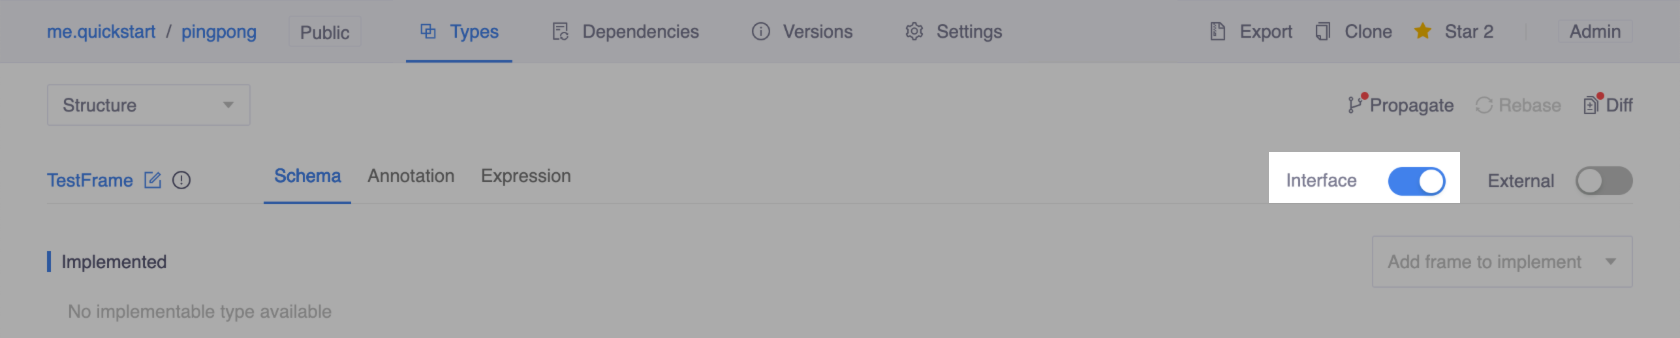 me.quickstart / pingpong Public Types Dependencies Versions Settings Export Clone Star 2 Admin
Structure Propagate Rebase Diff
TestFrame Schema Annotation Expression Interface External
Implemented Add frame to implement
No implementable type available